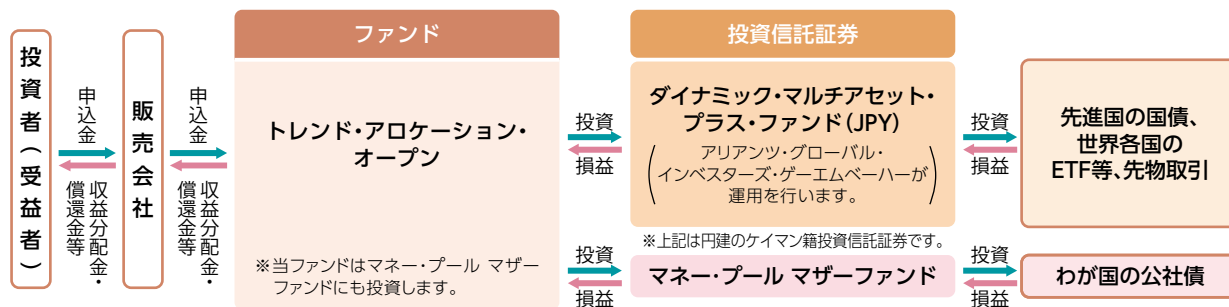 投資者(受益者)
申込金
収益分配金・
償還金等
販売会社
申込金
収益分配金・
償還金等
ファンド
トレンド・アロケーション・
オープン
※当ファンドはマネー・プール マザー
ファンドにも投資します。
投資
損益
投資
損益
投資信託証券
ダイナミック・マルチアセット・
プラス・ファンド(JPY)
(アリアンツ・グローバル・
インベスターズ・ゲーエムベーハーが
運用を行います。)
※上記は円建のケイマン籍投資信託証券です。
マネー・プール マザーファンド
投資
損益
投資
損益
先進国の国債、
世界各国の
ETF等、先物取引
わが国の公社債